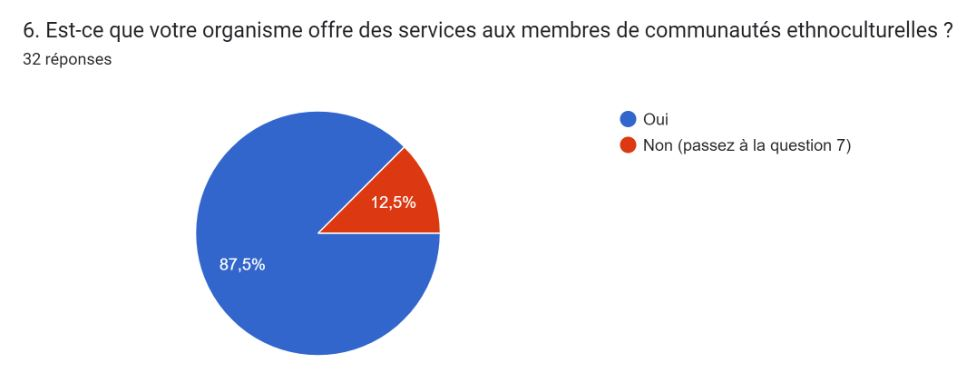 6. Est-ce que votre organisme offre des services aux membres de communautés ethnoculturelles ?
32 réponses
Oui
Non (passez à la question 7)
12,5%
87,5%